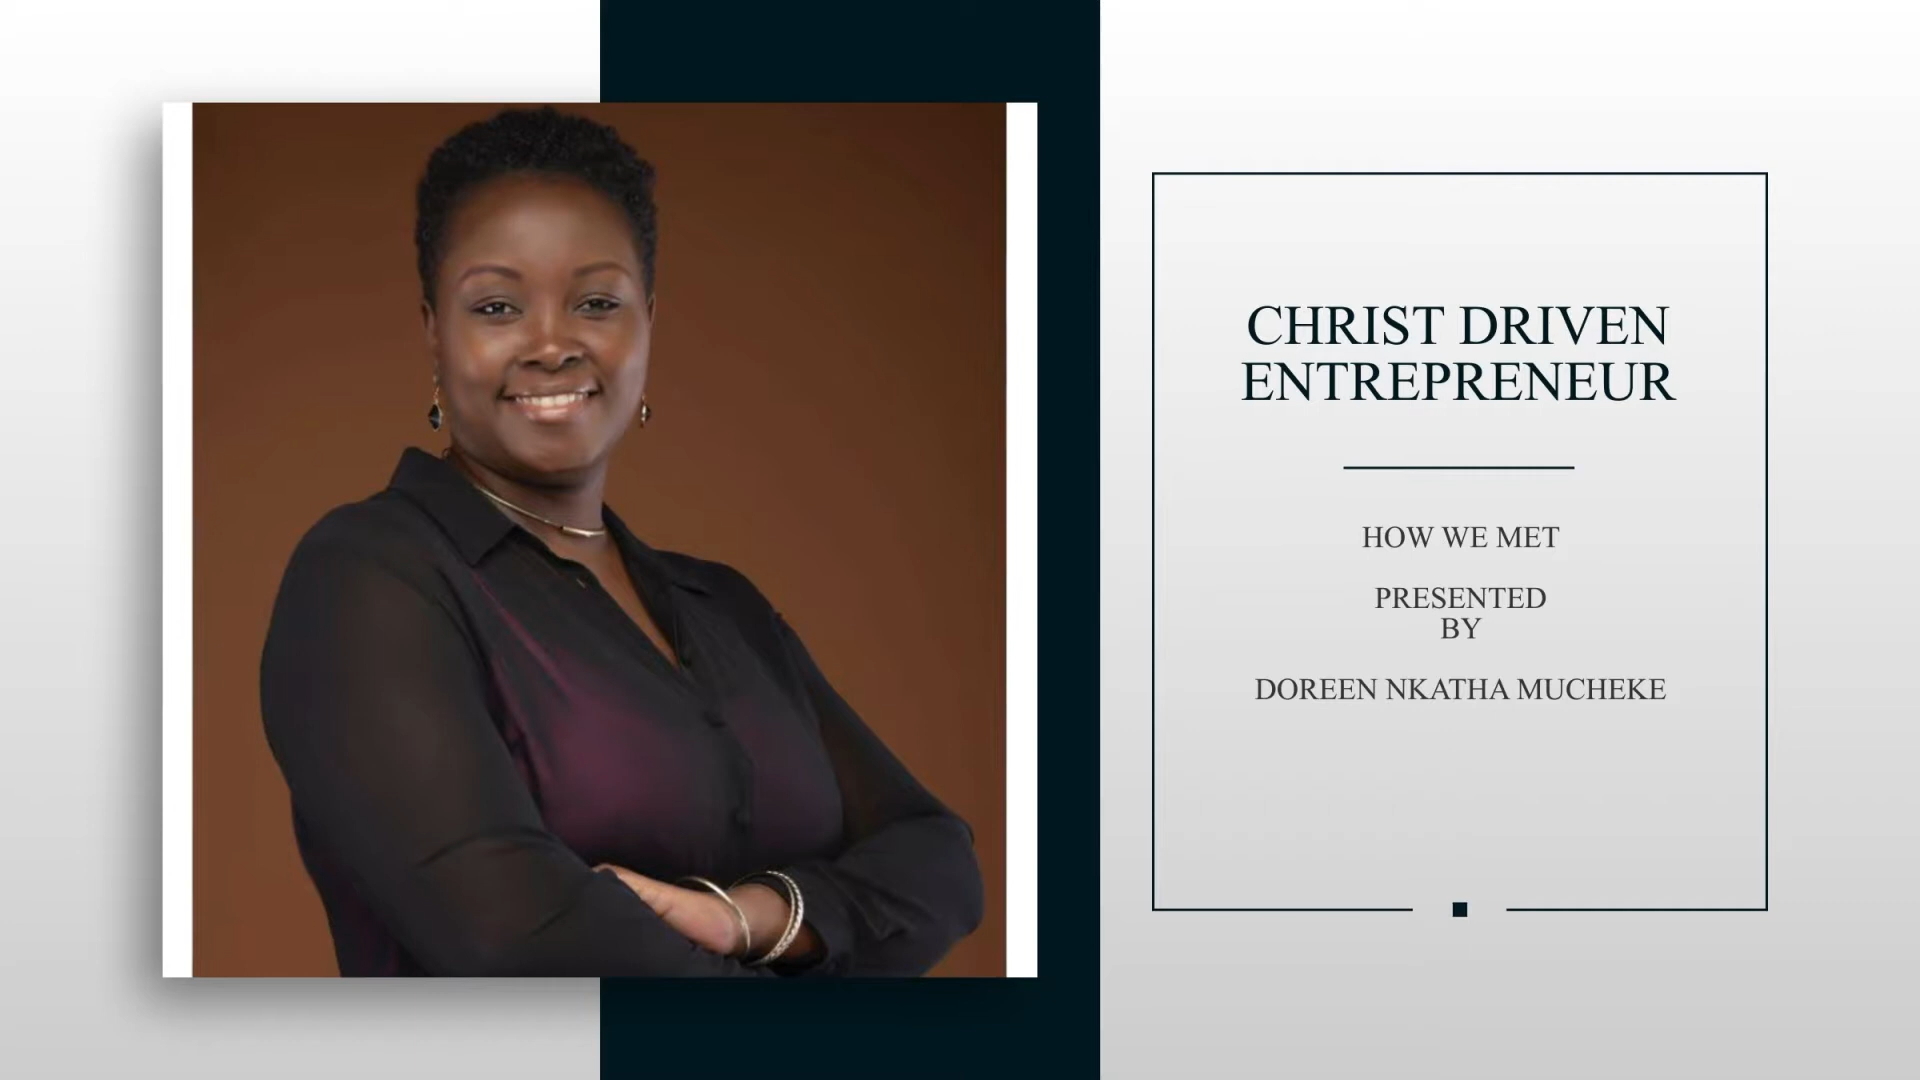 CHRIST DRIVEN
ENTREPRENEUR
HOW WE MET
PRESENTED
BY
DOREEN NKATHA MUCHEKE